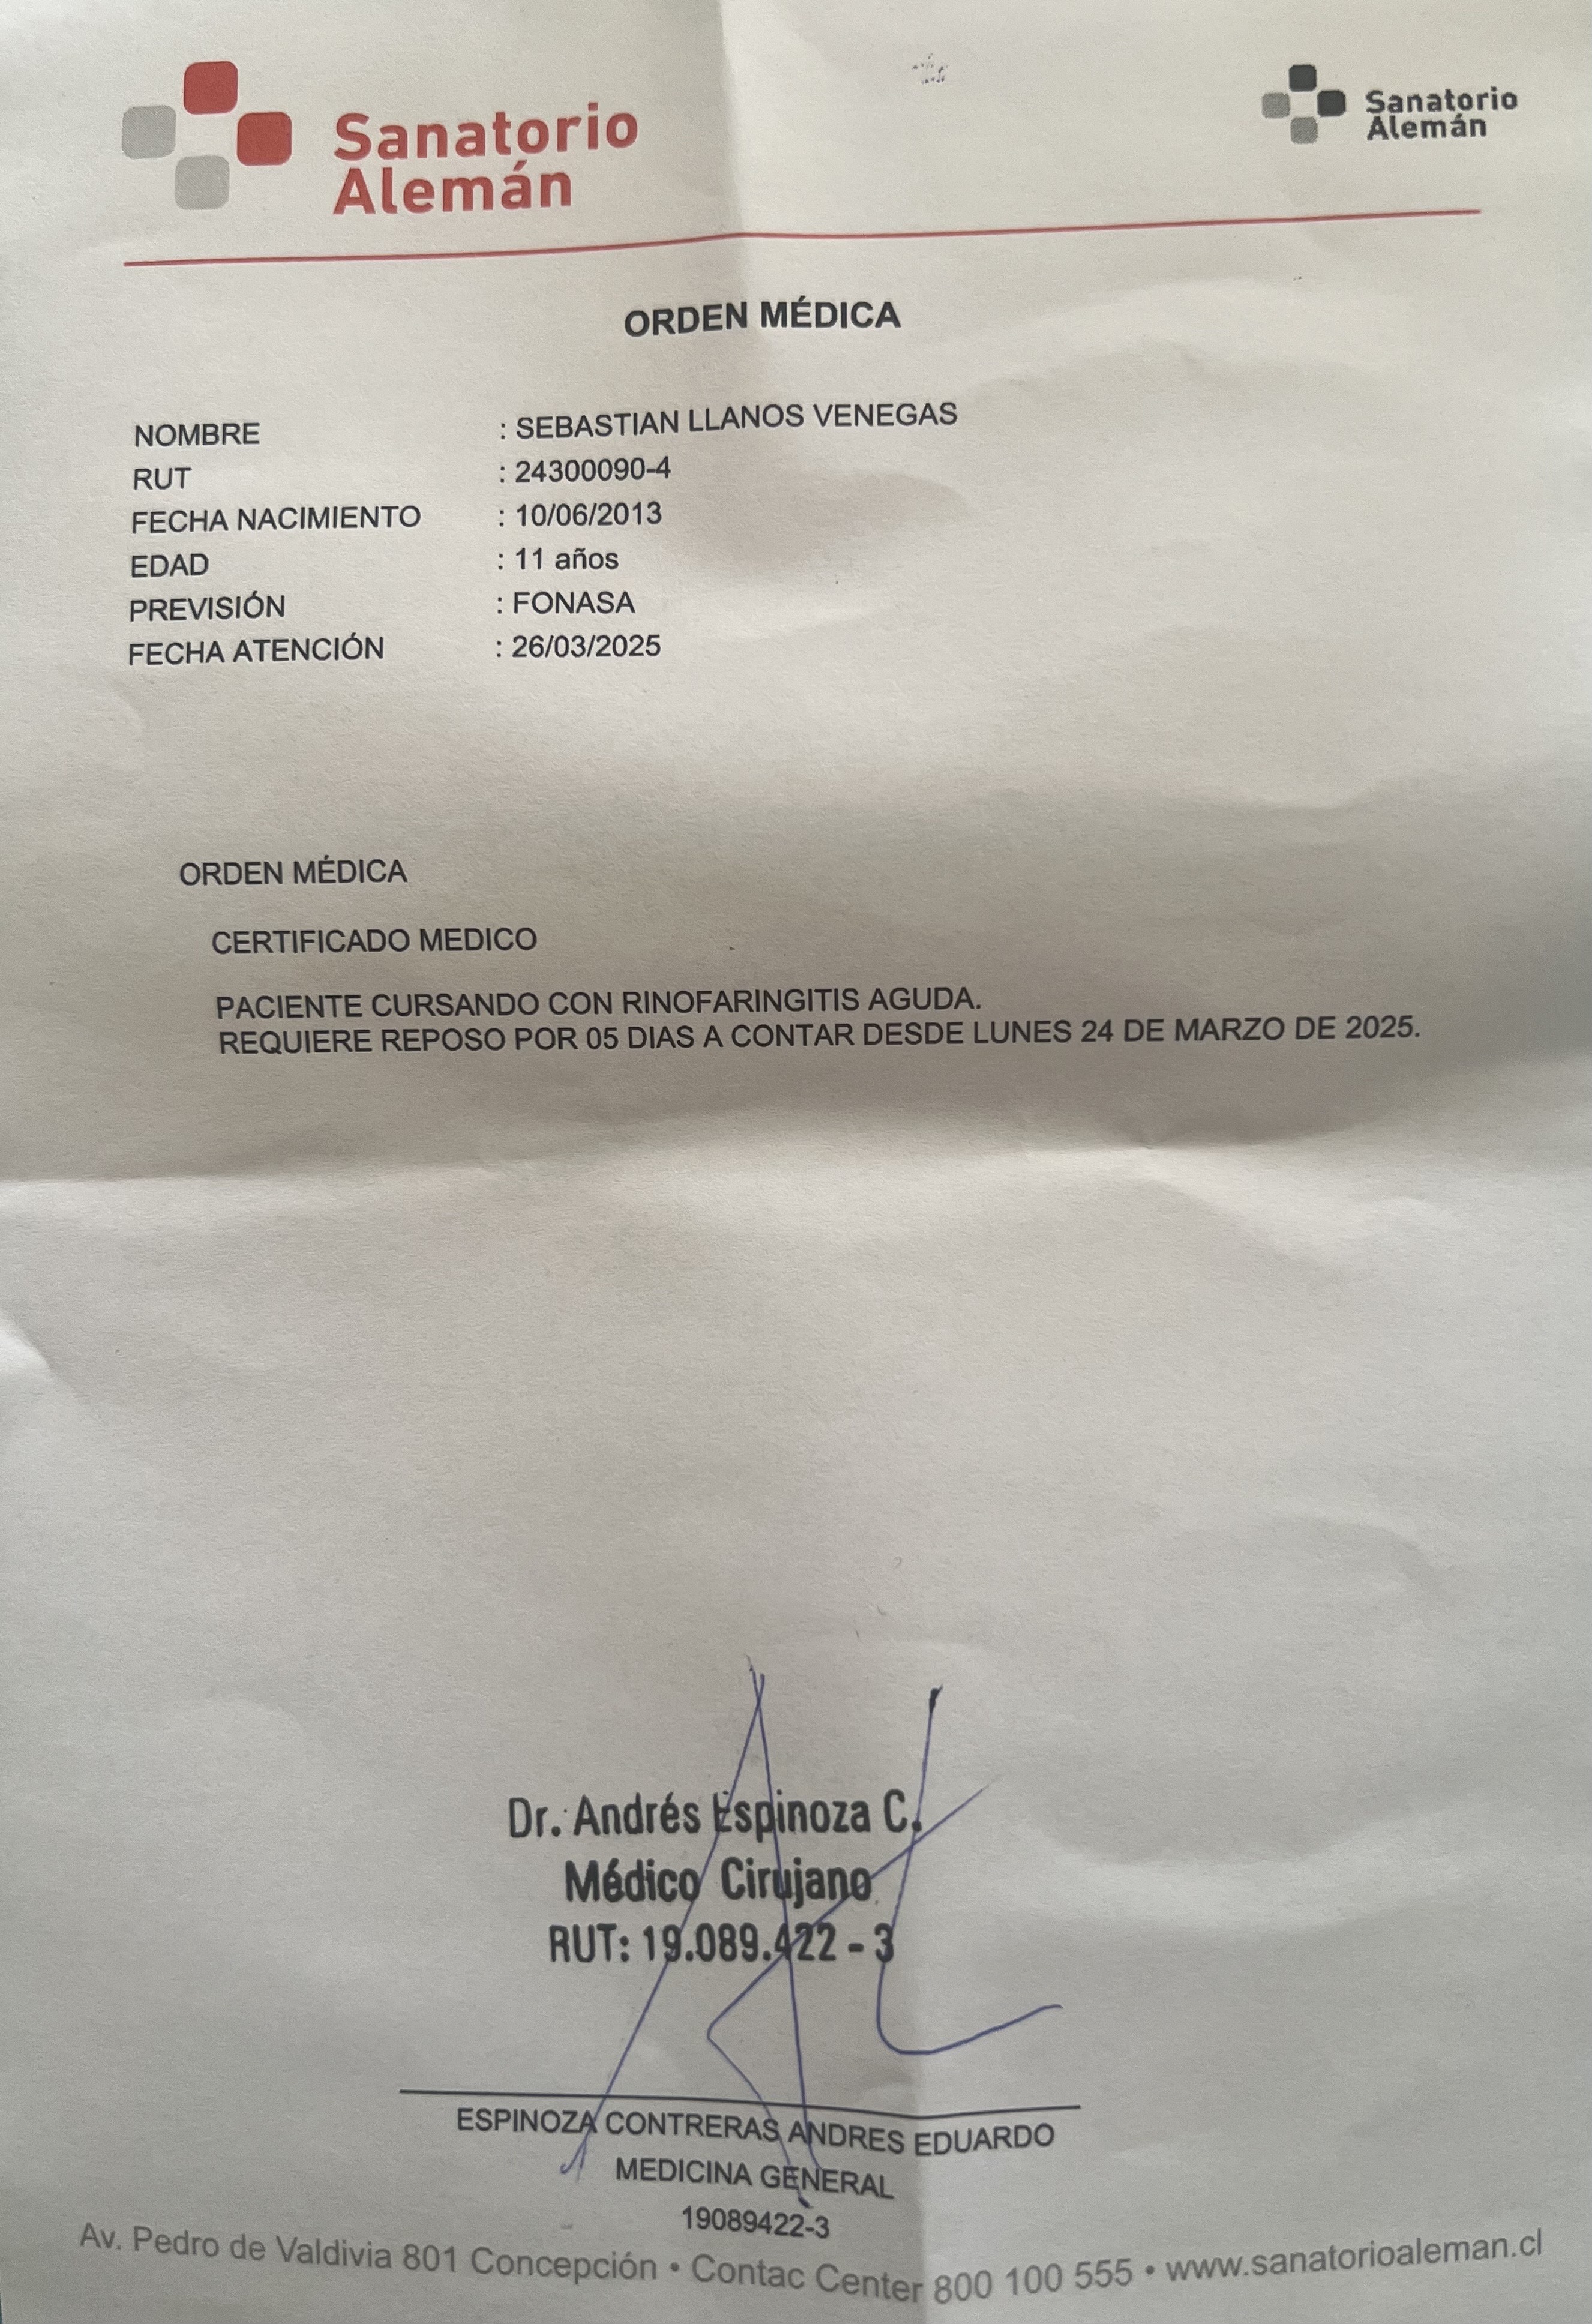 Sanatorio
Alemán
Sanatorio
Alemán
ORDEN MÉDICA
NOMBRE : SEBASTIAN LLANOS VENEGAS
RUT : 24300090-4
FECHA NACIMIENTO : 10/06/2013
EDAD : 11 años
PREVISIÓN : FONASA
FECHA ATENCIÓN : 26/03/2025
ORDEN MÉDICA
CERTIFICADO MEDICO
PACIENTE CURSANDO CON RINOFARINGITIS AGUDA.
REQUIERE REPOSO POR 05 DIAS A CONTAR DESDE LUNES 24 DE MARZO DE 2025.
Dr. Andrés Espinoza C.
Médico Cirujano
RUT: 19.089.422 - 3
ESPINOZA CONTRERAS ANDRES EDUARDO
MEDICINA GENERAL
19089422-3
Av. Pedro de Valdivia 801 Concepción • Contac Center 800 100 555 • www.sanatorioaleman.cl